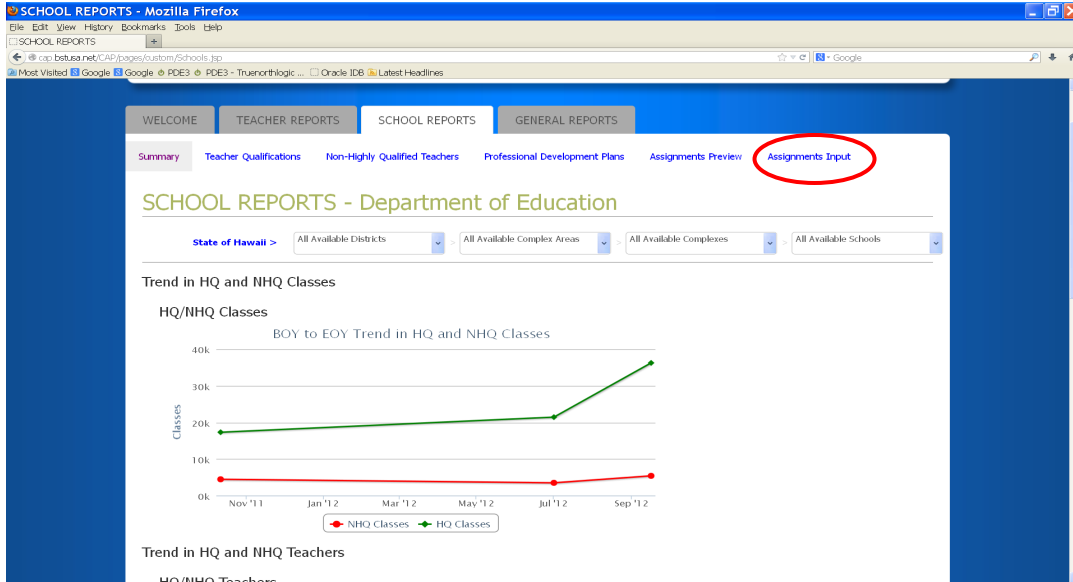 SCHOOL REPORTS - Mozilla Firefox
File Edit View History Bookmarks Tools Help
SCHOOL REPORTS +
cap.bstusa.net/CAP/pages/custom/Schools.jsp 8 - Google
Most Visited 8 Google 8 Google PDE3 PDE3 - Truenorthlogic ... Oracle IDB Latest Headlines
WELCOME TEACHER REPORTS SCHOOL REPORTS GENERAL REPORTS
Summary Teacher Qualifications Non-Highly Qualified Teachers Professional Development Plans Assignments Preview Assignments Input
SCHOOL REPORTS - Department of Education
State of Hawaii > All Available Districts > All Available Complex Areas > All Available Complexes > All Available Schools
Trend in HQ and NHQ Classes
HQ/NHQ Classes
BOY to EOY Trend in HQ and NHQ Classes
40k
30k
20k
10k
0k
Classes
Nov '11 Jan '12 Mar '12 May '12 Jul '12 Sep '12
NHQ Classes HQ Classes
Trend in HQ and NHQ Teachers
HQ/NHQ Teachers